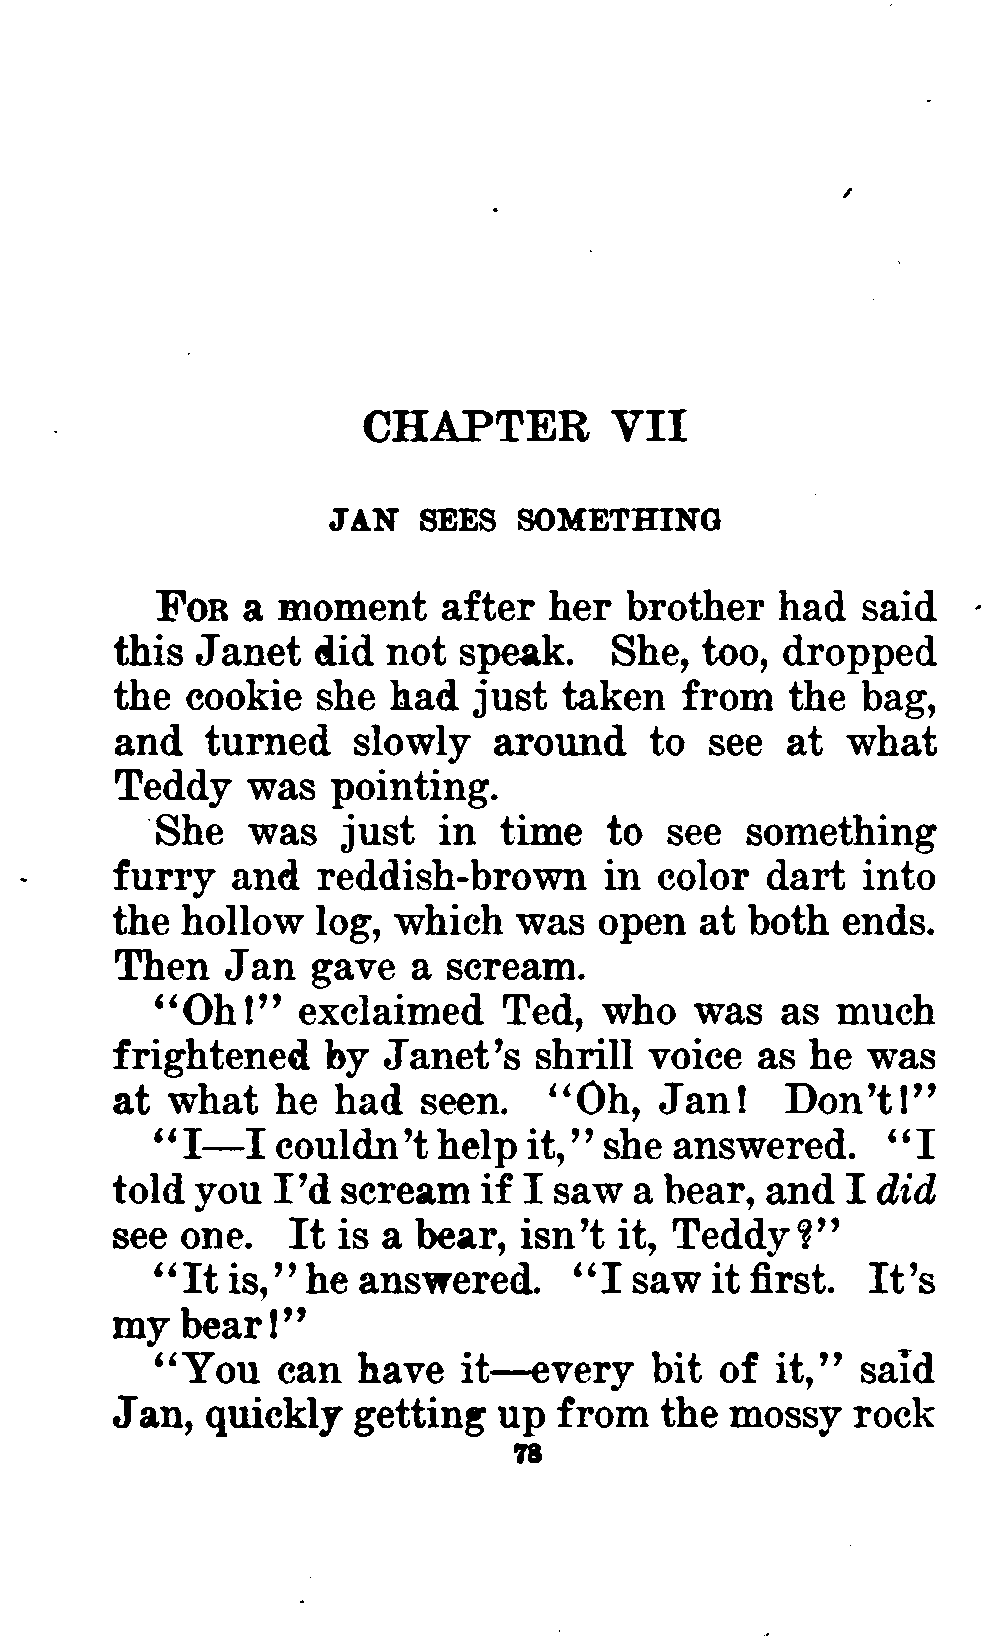 CHAPTER VII
JAN SEES SOMETHING
FOR a moment after her brother had said
this Janet did not speak. She, too, dropped
the cookie she had just taken from the bag,
and turned slowly around to see at what
Teddy was pointing.
She was just in time to see something
furry and reddish-brown in color dart into
the hollow log, which was open at both ends.
Then Jan gave a scream.
"Oh!" exclaimed Ted, who was as much
frightened by Janet's shrill voice as he was
at what he had seen. "Oh, Jan! Don't!"
"I—I couldn't help it," she answered. "I
told you I'd scream if I saw a bear, and I did
see one. It is a bear, isn't it, Teddy?"
"It is," he answered. "I saw it first. It's
my bear!"
"You can have it—every bit of it," said
Jan, quickly getting up from the mossy rock
78